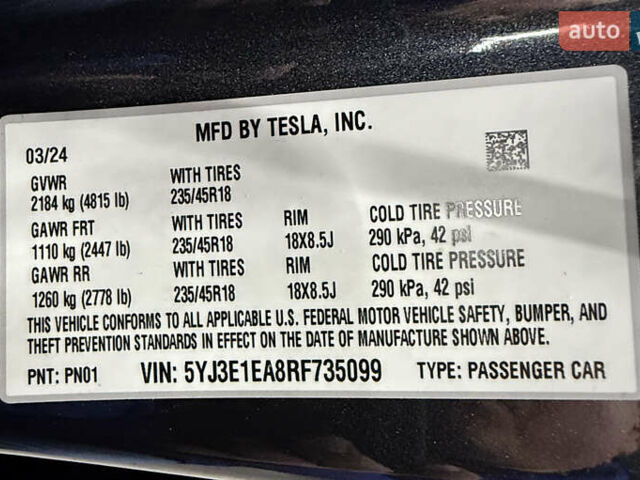 auto
MFD BY TESLA, INC.
03/24
GVWR WITH TIRES
2184 kg (4815 lb) 235/45R18
GAWR FRT WITH TIRES RIM COLD TIRE PRESSURE
1110 kg (2447 lb) 235/45R18 18X8.5J 290 kPa, 42 psi
GAWR RR WITH TIRES RIM COLD TIRE PRESSURE
1260 kg (2778 lb) 235/45R18 18X8.5J 290 kPa, 42 psi
THIS VEHICLE CONFORMS TO ALL APPLICABLE U.S. FEDERAL MOTOR VEHICLE SAFETY, BUMPER, AND
THEFT PREVENTION STANDARDS IN EFFECT ON THE DATE OF MANUFACTURE SHOWN ABOVE.
PNT: PN01 VIN: 5YJ3E1EA8RF735099 TYPE: PASSENGER CAR